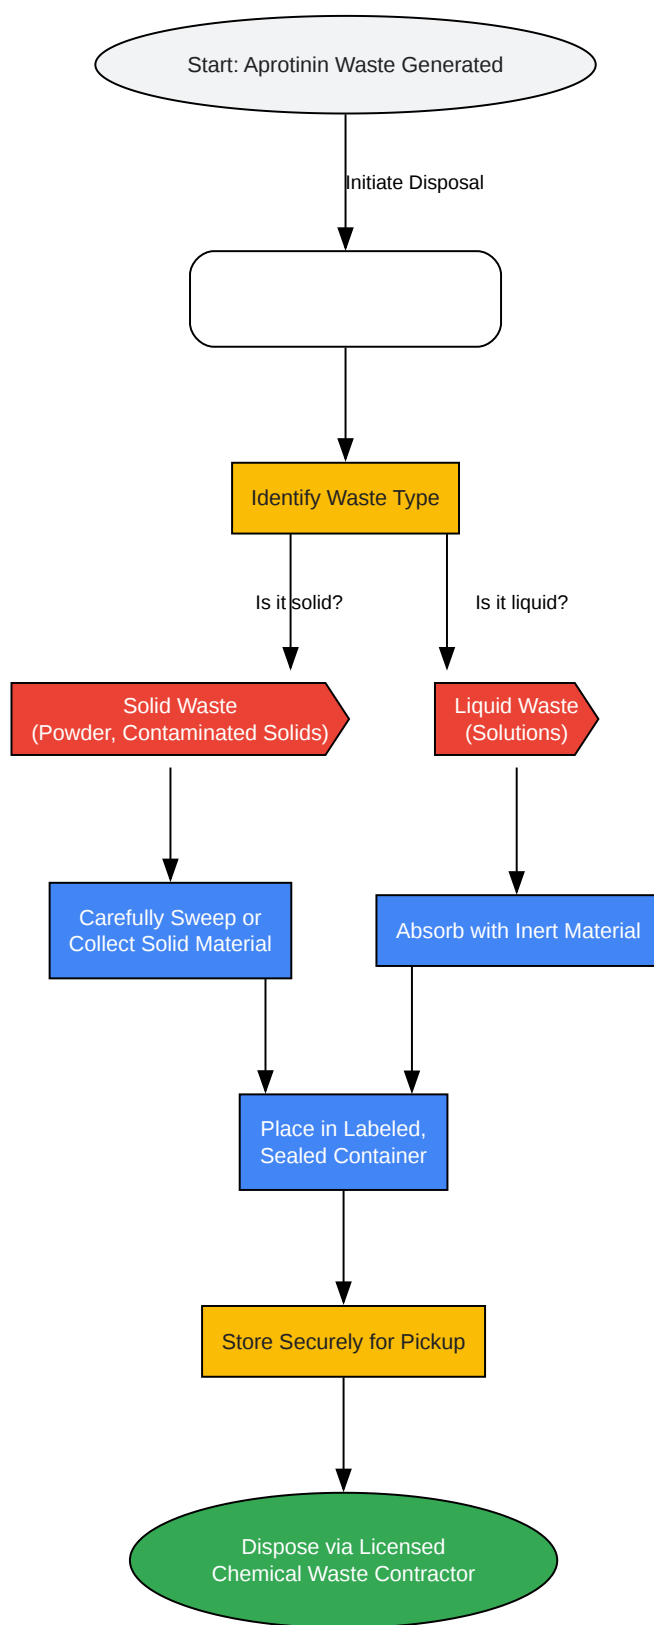 Start: Aprotinin Waste Generated
Initiate Disposal
Identify Waste Type
Is it solid?
Is it liquid?
Solid Waste
(Powder, Contaminated Solids)
Liquid Waste
(Solutions)
Carefully Sweep or
Collect Solid Material
Absorb with Inert Material
Place in Labeled,
Sealed Container
Store Securely for Pickup
Dispose via Licensed
Chemical Waste Contractor